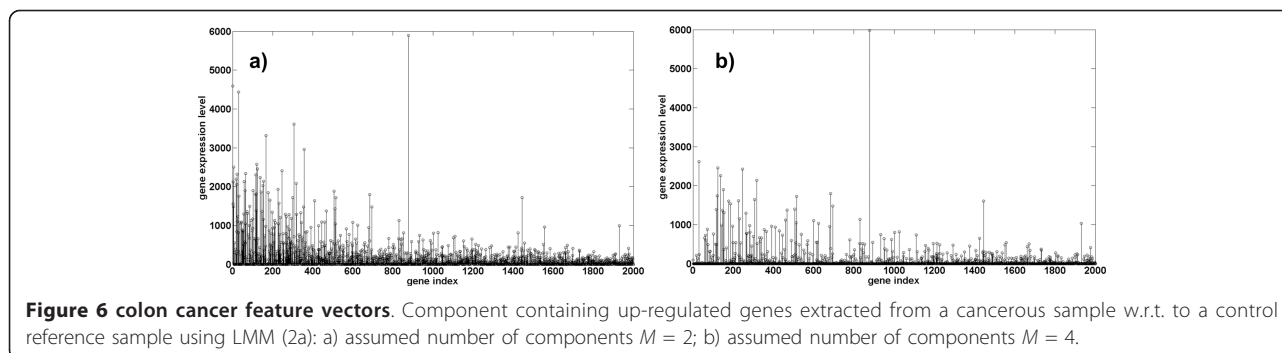 a)
gene expression level
6000
5000
4000
3000
2000
1000
0
0 200 400 600 800 1000 1200 1400 1600 1800 2000
gene index
b)
gene expression level
6000
5000
4000
3000
2000
1000
0
0 200 400 600 800 1000 1200 1400 1600 1800 2000
gene index
Figure 6 colon cancer feature vectors. Component containing up-regulated genes extracted from a cancerous sample w.r.t. to a control
reference sample using LMM (2a): a) assumed number of components M = 2; b) assumed number of components M = 4.